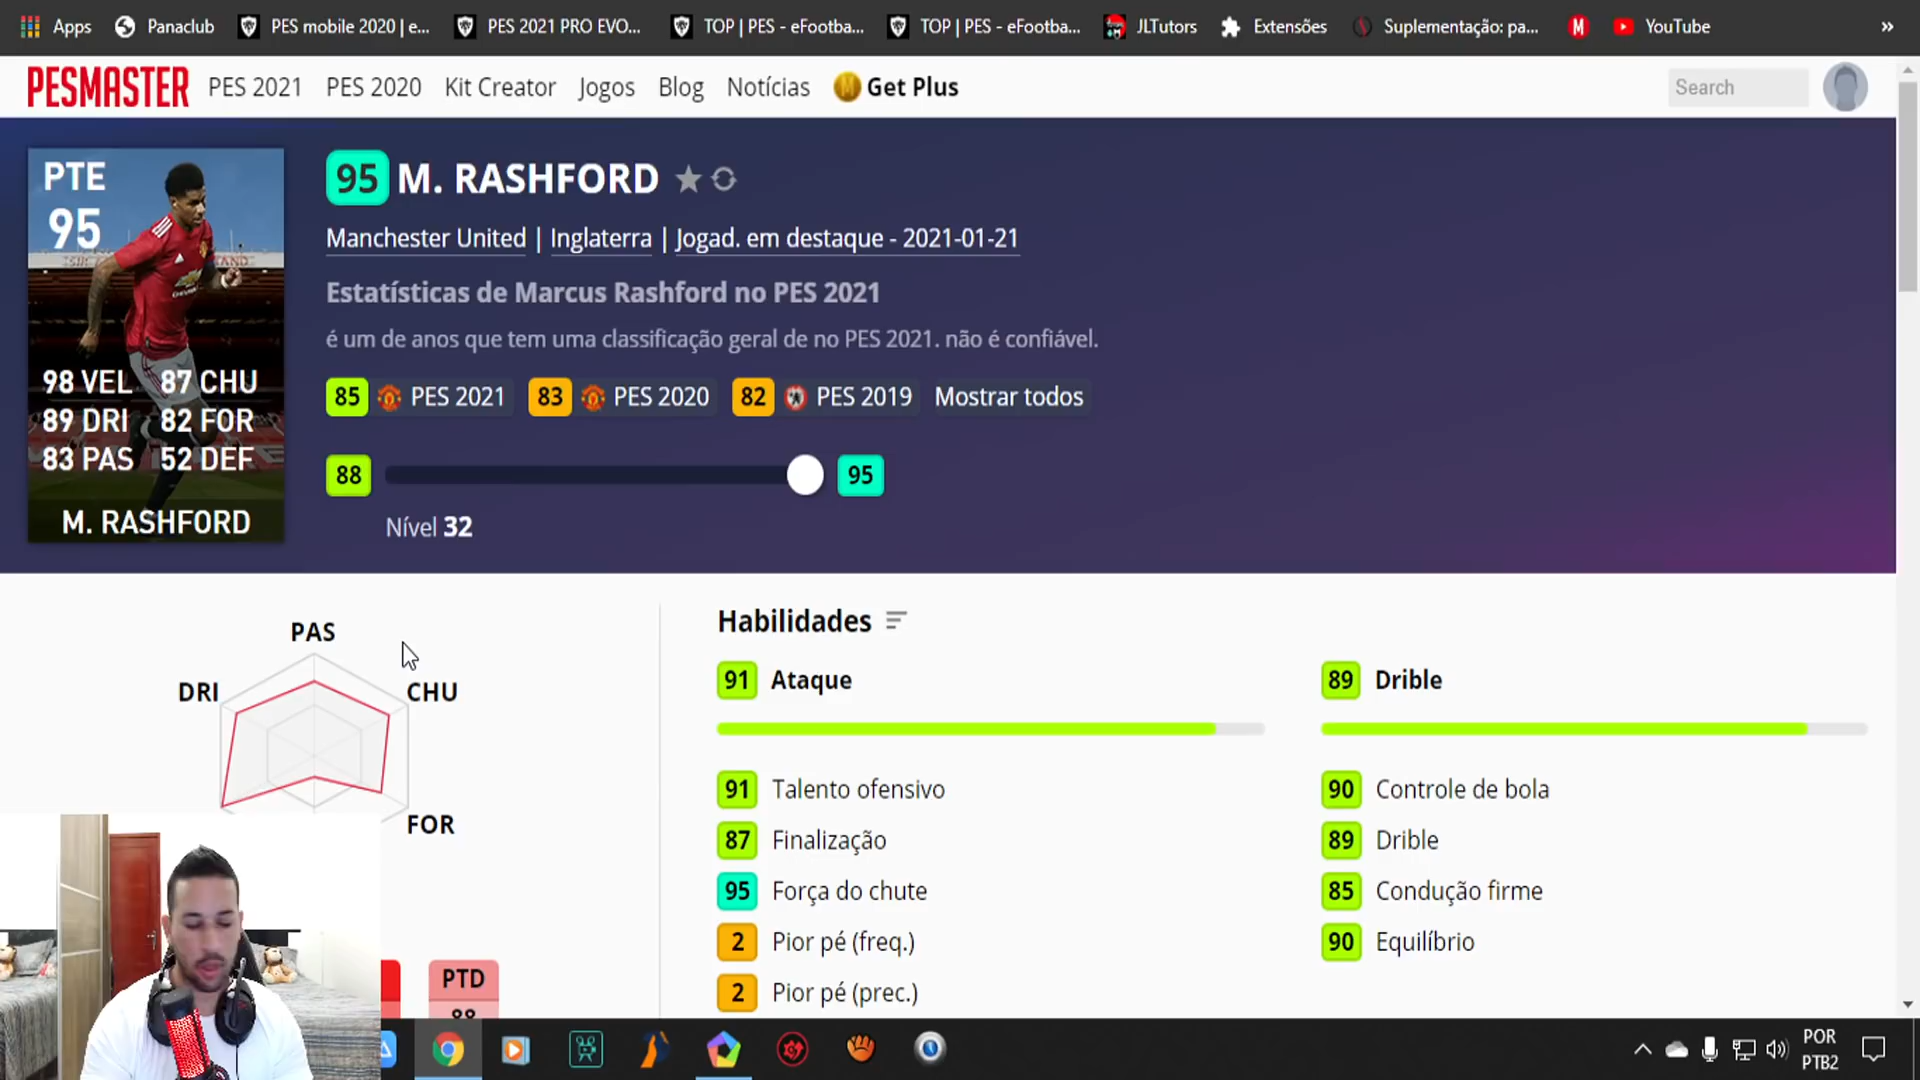 Apps
Panaclub
PES mobile 2020 | e...
PES 2021 PRO EVO...
TOP | PES - eFootba...
TOP | PES - eFootba...
JLTutors
Extensões
Suplementação: pa...
YouTube
»
PESMASTER
PES 2021
PES 2020
Kit Creator
Jogos
Blog
Notícias
Get Plus
Search
PTE
95
98 VEL 87 CHU
89 DRI 82 FOR
83 PAS 52 DEF
M. RASHFORD
95 M. RASHFORD
Manchester United | Inglaterra | Jogad. em destaque - 2021-01-21
Estatísticas de Marcus Rashford no PES 2021
é um de anos que tem uma classificação geral de no PES 2021. não é confiável.
85 PES 2021 83 PES 2020 82 PES 2019 Mostrar todos
88 95
Nível 32
PAS
DRI
CHU
FOR
PTD
88
Habilidades
91 Ataque
91 Talento ofensivo
87 Finalização
95 Força do chute
2 Pior pé (freq.)
2 Pior pé (prec.)
89 Drible
90 Controle de bola
89 Drible
85 Condução firme
90 Equilíbrio
POR
PTB2